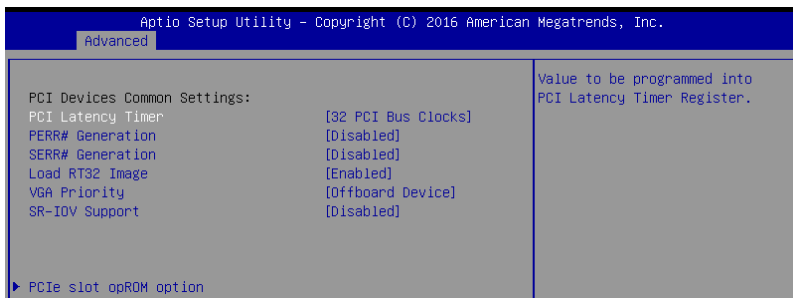 Aptio Setup Utility – Copyright (C) 2016 American Megatrends, Inc.
Advanced
PCI Devices Common Settings:
PCI Latency Timer [32 PCI Bus Clocks]
PERR# Generation [Disabled]
SERR# Generation [Disabled]
Load RT32 Image [Enabled]
VGA Priority [Offboard Device]
SR-IOV Support [Disabled]
PCIe slot opROM option
Value to be programmed into
PCI Latency Timer Register.